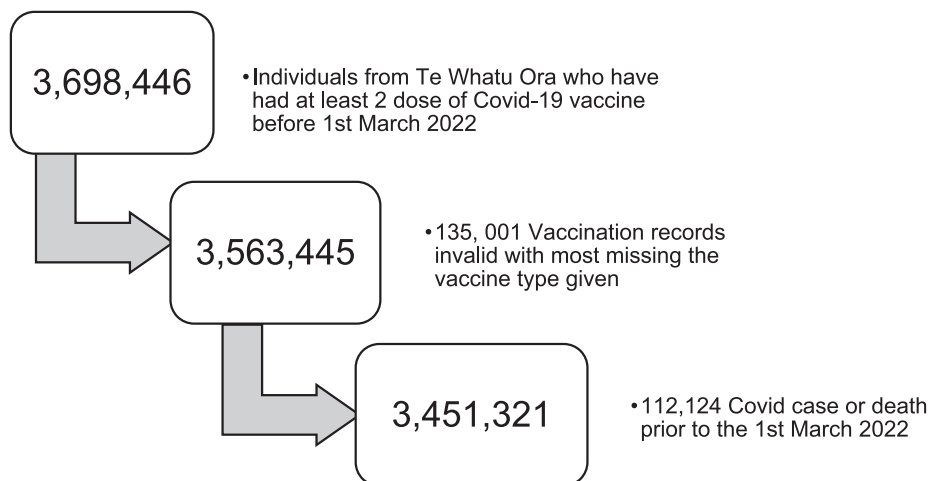 3,698,446
•Individuals from Te Whatu Ora who have
had at least 2 dose of Covid-19 vaccine
before 1st March 2022
3,563,445
•135, 001 Vaccination records
invalid with most missing the
vaccine type given
3,451,321
•112,124 Covid case or death
prior to the 1st March 2022